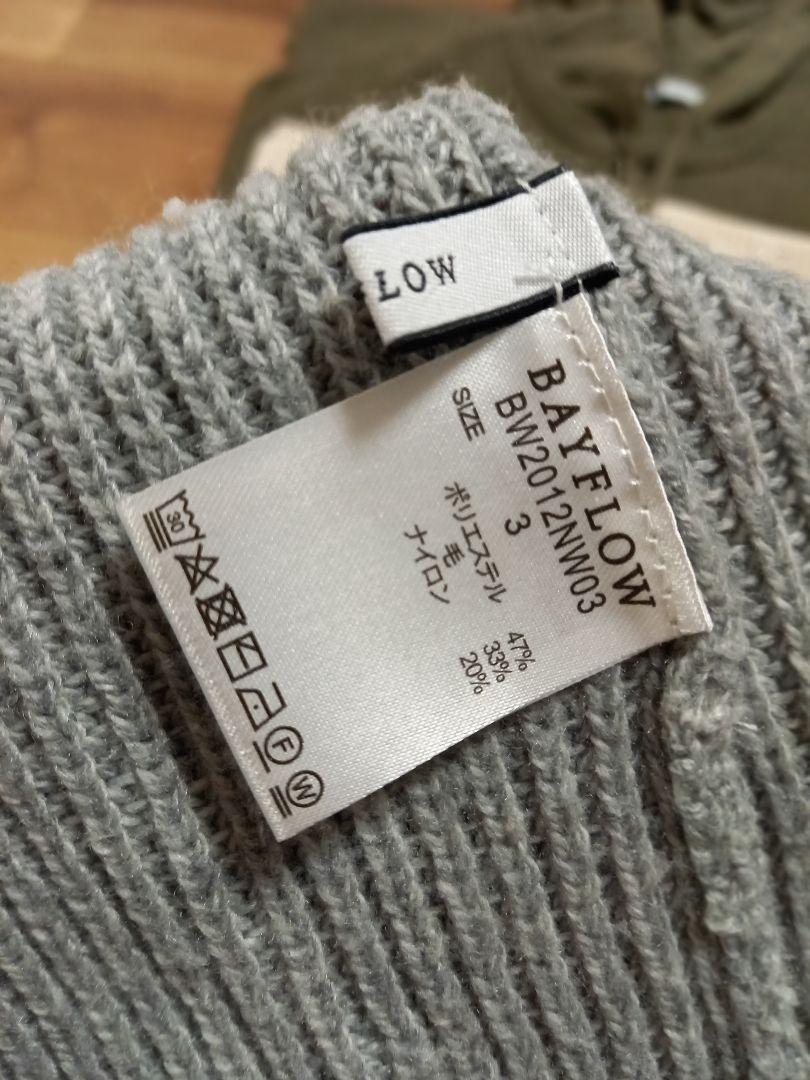 LOW
BAYFLOW
BW2012NW03
SIZE 3
ポリエステル 47%
毛 33%
ナイロン 20%
30
F
W